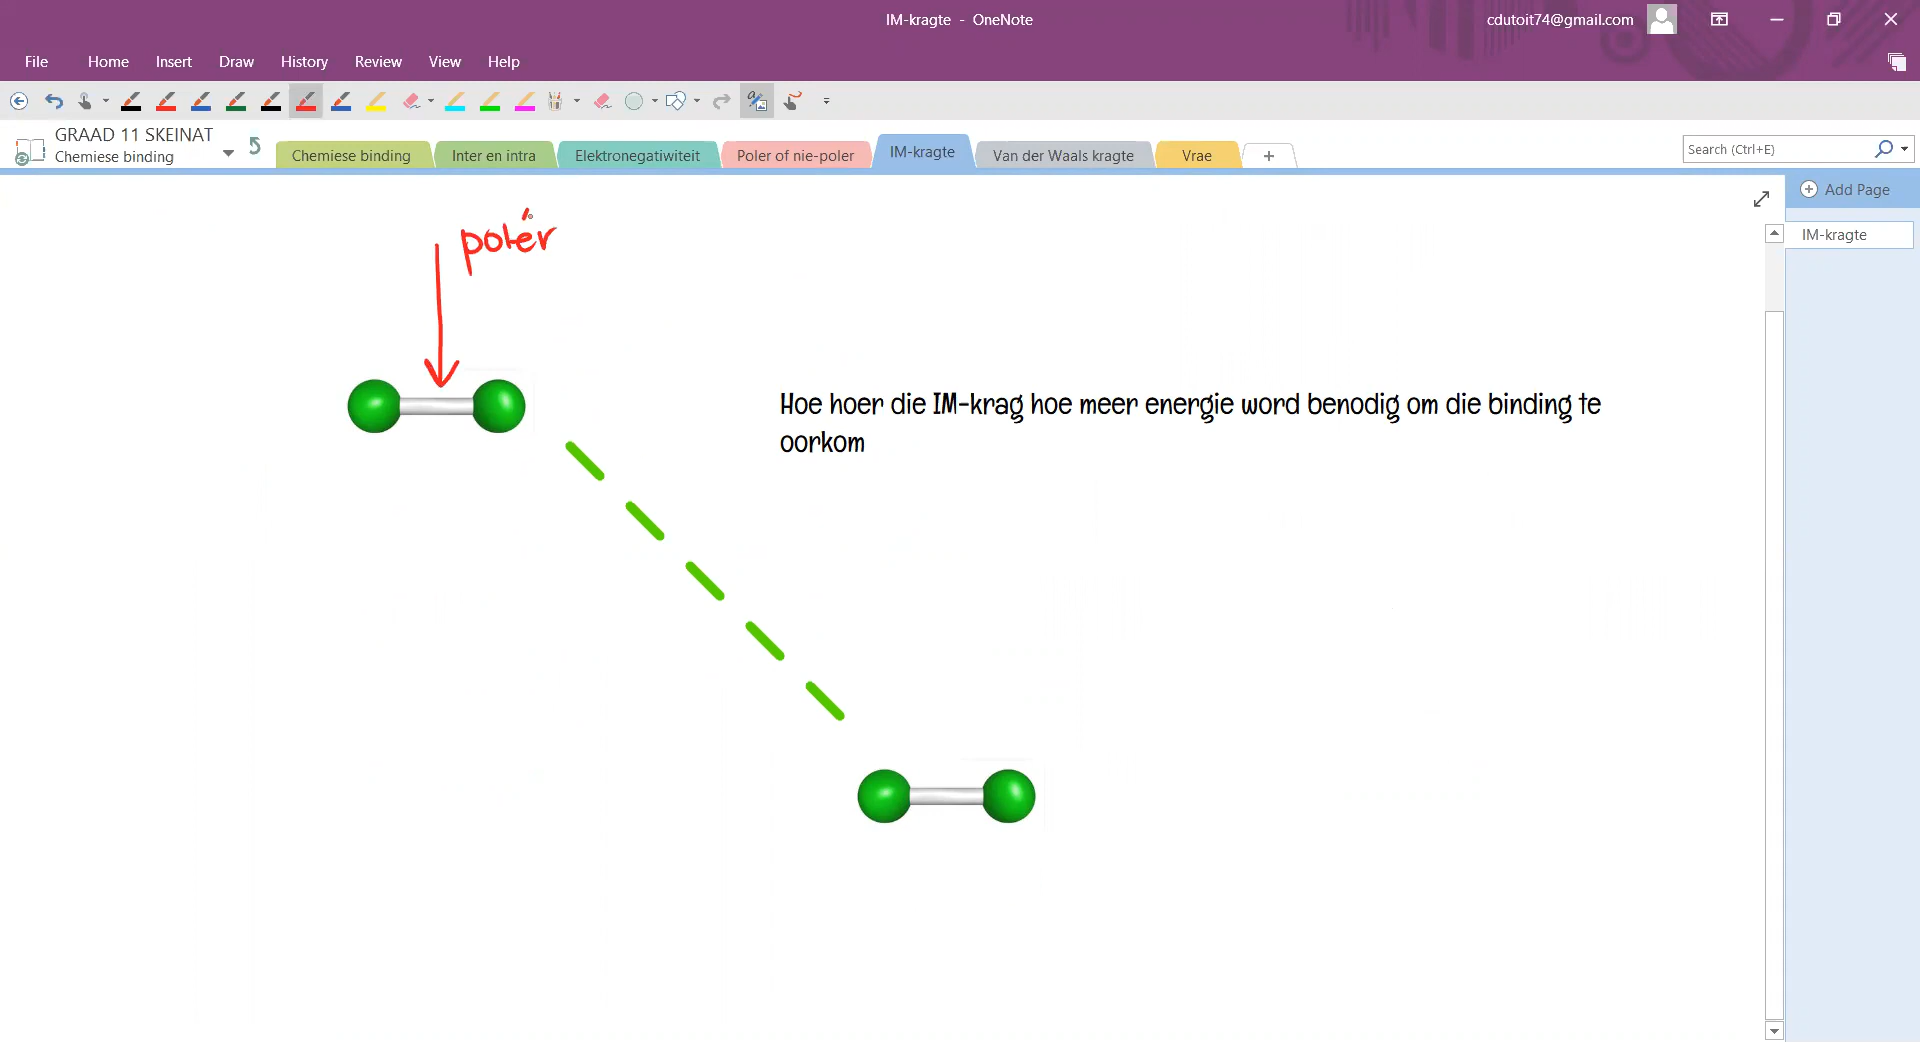 IM-kragte - OneNote
cdutoit74@gmail.com
File Home Insert Draw History Review View Help
GRAAD 11 SKEINAT
Chemiese binding
Chemiese binding Inter en intra Elektronegatiwiteit Poler of nie-poler IM-kragte Van der Waals kragte Vrae
Search (Ctrl+E)
Add Page
IM-kragte
polér
Hoe hoer die IM-krag hoe meer energie word benodig om die binding te
oorkom